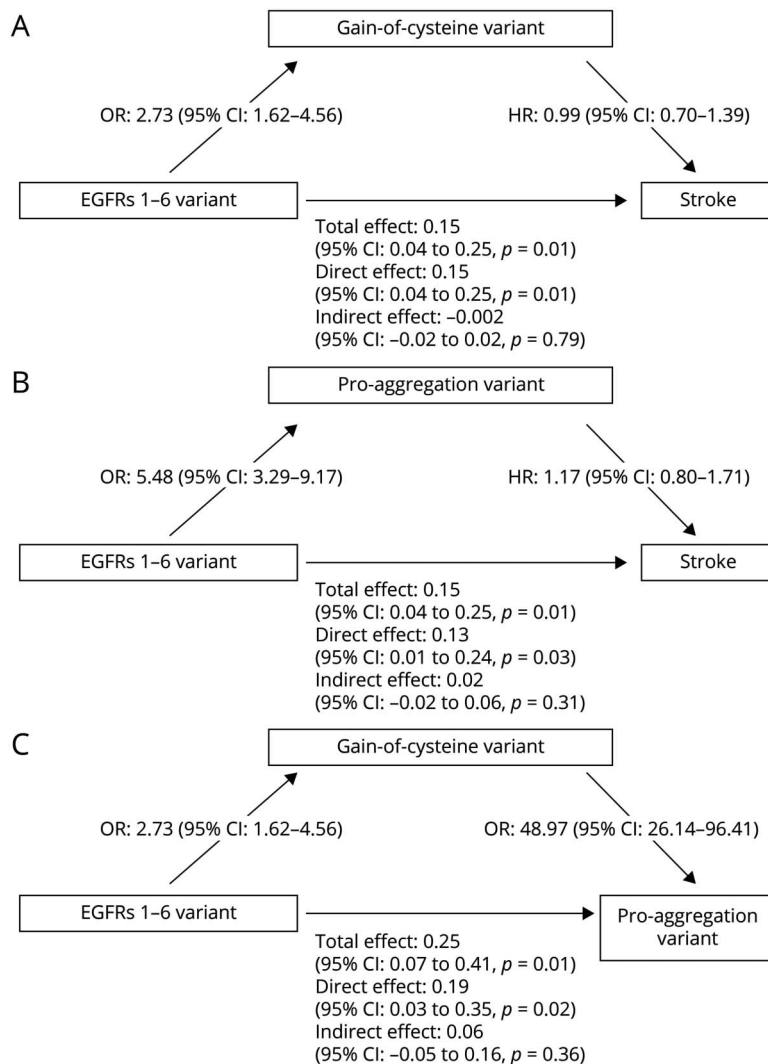 A
Gain-of-cysteine variant
OR: 2.73 (95% CI: 1.62–4.56)
HR: 0.99 (95% CI: 0.70–1.39)
EGFRs 1–6 variant
Stroke
Total effect: 0.15
(95% CI: 0.04 to 0.25, p = 0.01)
Direct effect: 0.15
(95% CI: 0.04 to 0.25, p = 0.01)
Indirect effect: –0.002
(95% CI: –0.02 to 0.02, p = 0.79)
B
Pro-aggregation variant
OR: 5.48 (95% CI: 3.29–9.17)
HR: 1.17 (95% CI: 0.80–1.71)
EGFRs 1–6 variant
Stroke
Total effect: 0.15
(95% CI: 0.04 to 0.25, p = 0.01)
Direct effect: 0.13
(95% CI: 0.01 to 0.24, p = 0.03)
Indirect effect: 0.02
(95% CI: –0.02 to 0.06, p = 0.31)
C
Gain-of-cysteine variant
OR: 2.73 (95% CI: 1.62–4.56)
OR: 48.97 (95% CI: 26.14–96.41)
EGFRs 1–6 variant
Pro-aggregation
variant
Total effect: 0.25
(95% CI: 0.07 to 0.41, p = 0.01)
Direct effect: 0.19
(95% CI: 0.03 to 0.35, p = 0.02)
Indirect effect: 0.06
(95% CI: –0.05 to 0.16, p = 0.36)